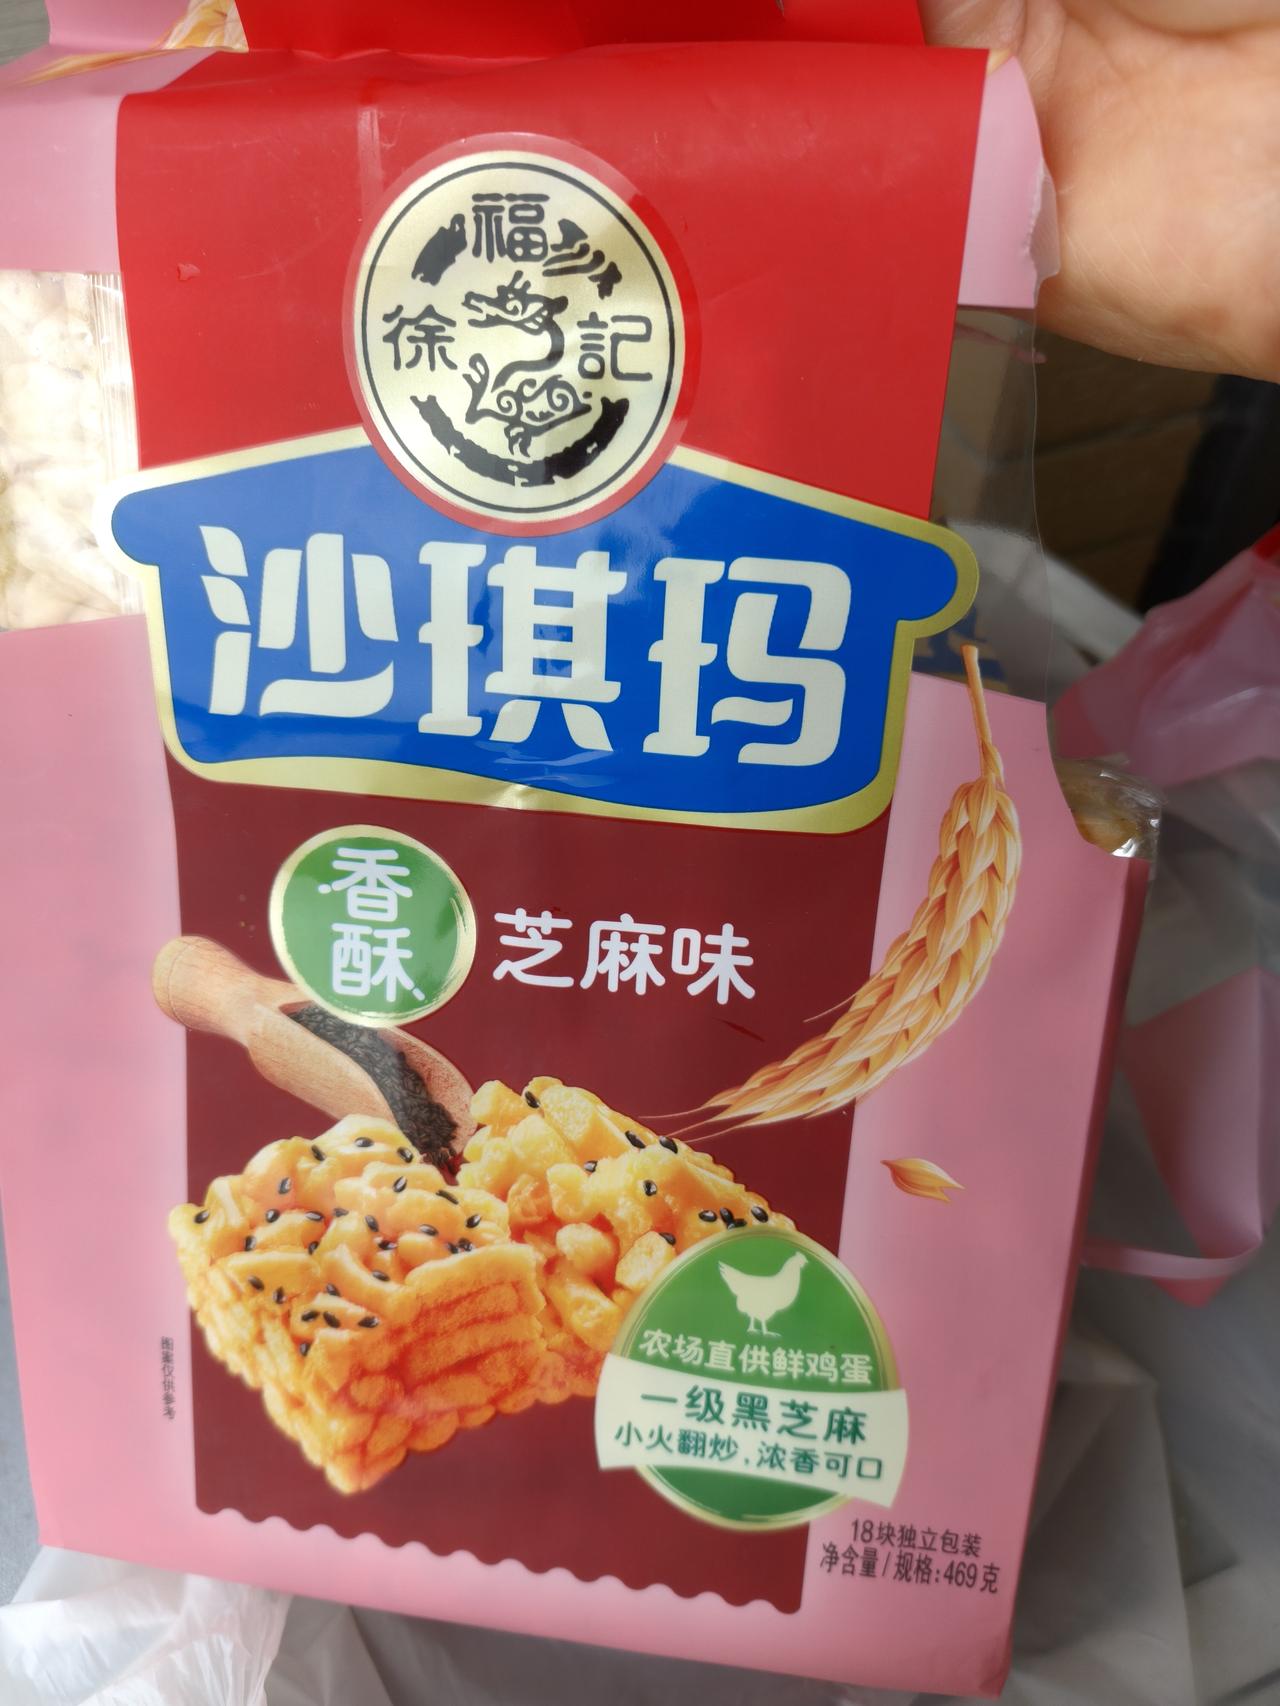 徐福記
沙琪玛
香酥
芝麻味
农场直供鲜鸡蛋
一级黑芝麻
小火翻炒,浓香可口
图案仅供参考
18块独立包装
净含量/规格:469克